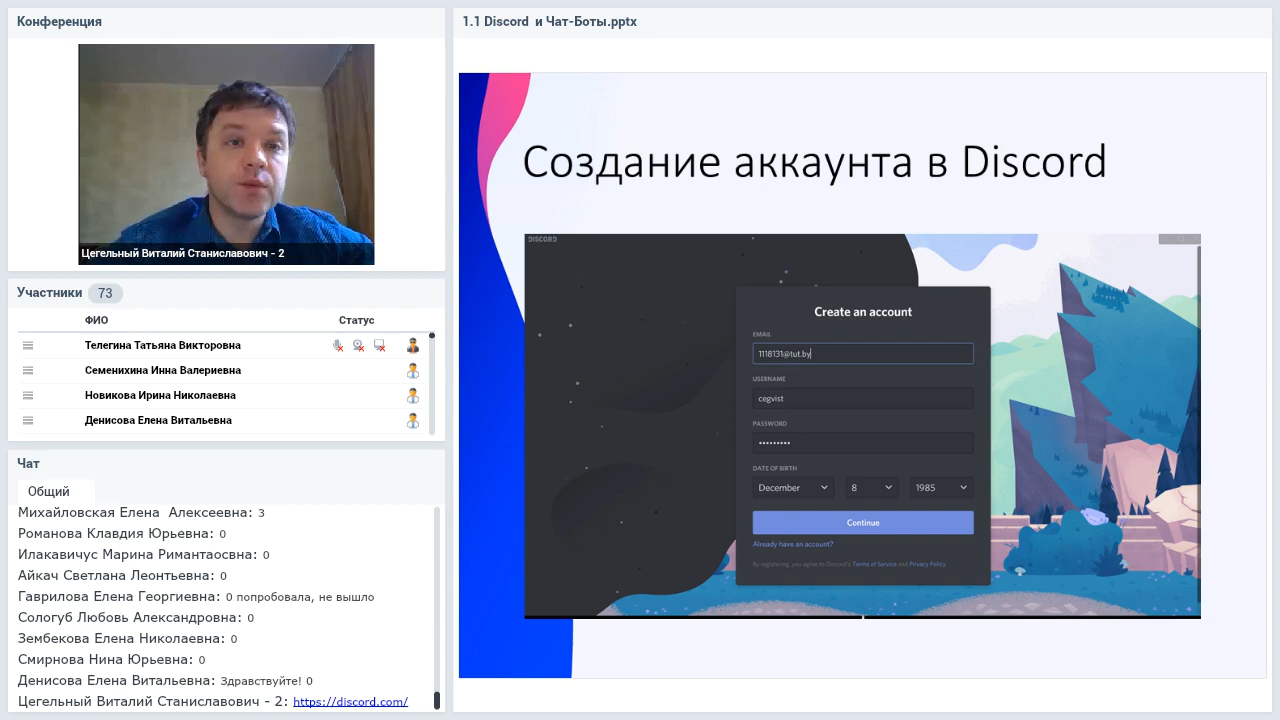 Конференция
Цегельный Виталий Станиславович - 2
Участники 73
ФИО Статус
Телегина Татьяна Викторовна
Семенихина Инна Валериевна
Новикова Ирина Николаевна
Денисова Елена Витальевна
Чат
Общий
Михайловская Елена Алексеевна: 3
Романова Клавдия Юрьевна: 0
Илакавичус Марина Римантаосвна: 0
Айкач Светлана Леонтьевна: 0
Гаврилова Елена Георгиевна: 0 попробовала, не вышло
Сологуб Любовь Александровна: 0
Зембекова Елена Николаевна: 0
Смирнова Нина Юрьевна: 0
Денисова Елена Витальевна: Здравствуйте! 0
Цегельный Виталий Станиславович - 2: https://discord.com/
1.1 Discord и Чат-Боты.pptx
Создание аккаунта в Discord
DISCORD
Create an account
EMAIL
1118131@tut.by
USERNAME
cegvist
PASSWORD
•••••••••
DATE OF BIRTH
December 8 1985
Continue
Already have an account?
By registering, you agree to Discord's Terms of Service and Privacy Policy.